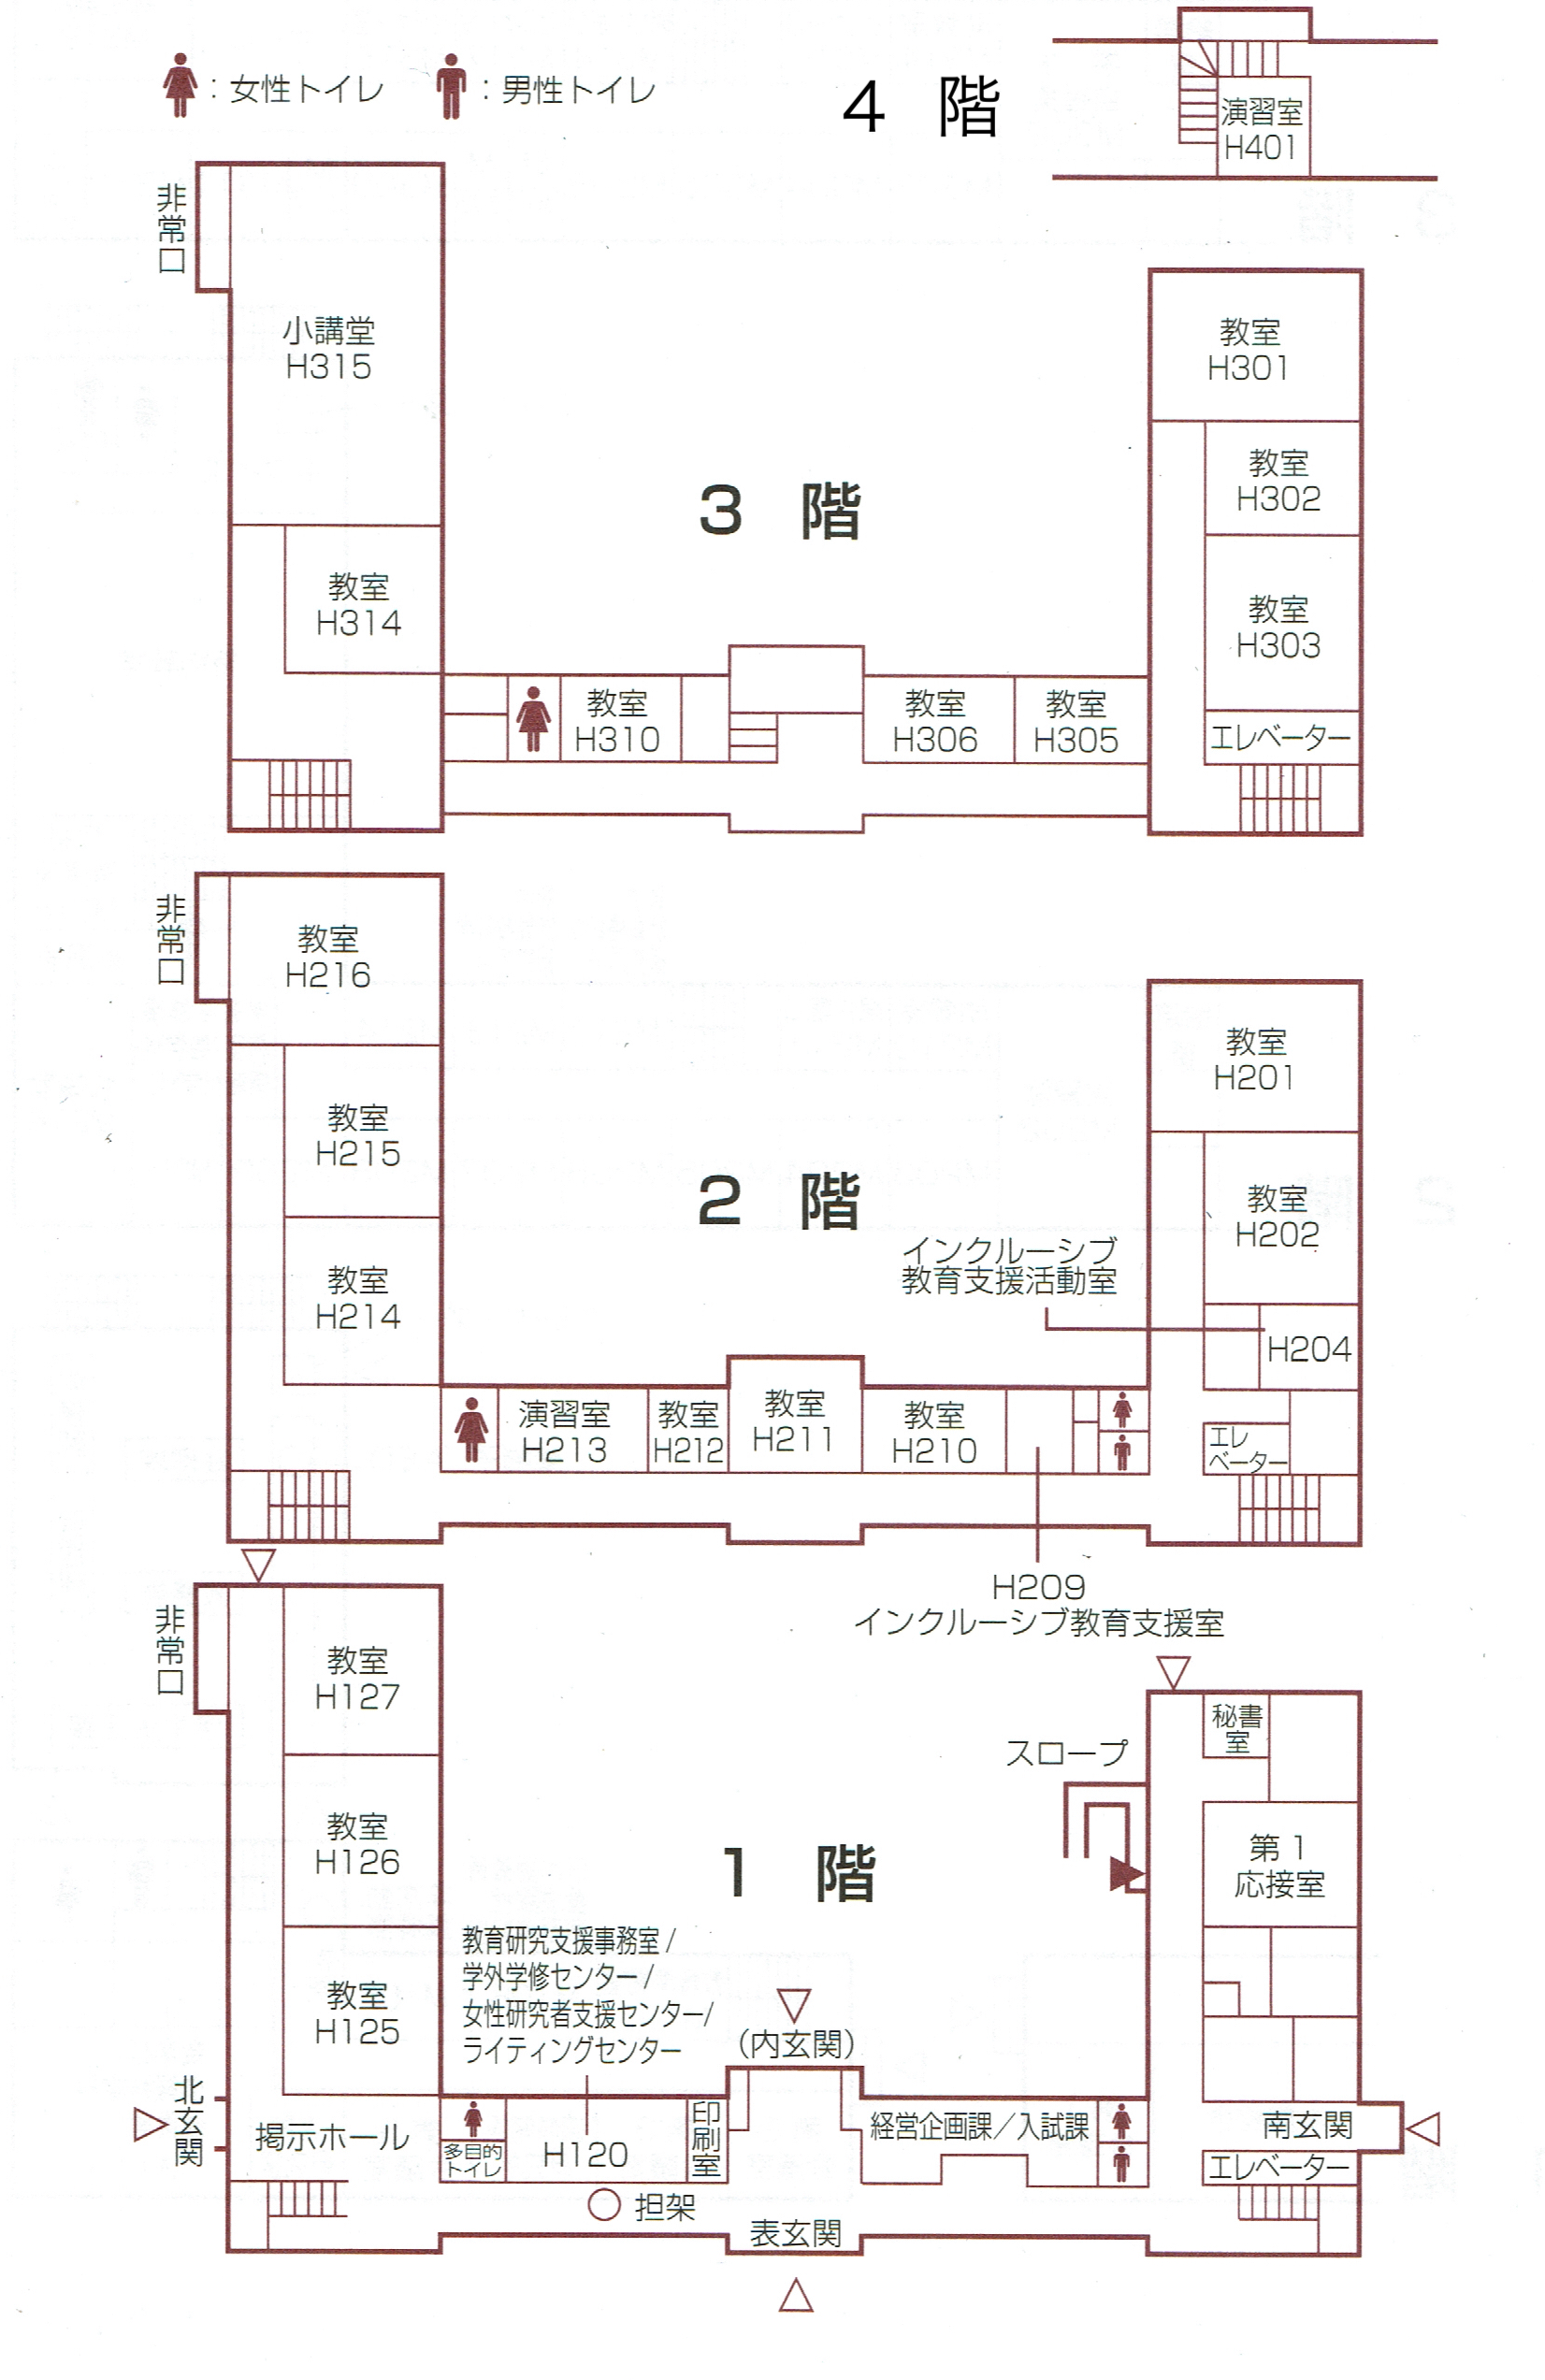 ：女性トイレ
：男性トイレ
4 階
演習室
H401
非常口
小講堂
H315
教室
H314
教室
H310
3 階
教室
H301
教室
H302
教室
H303
エレベーター
教室
H306
教室
H305
非常口
教室
H216
教室
H215
教室
H214
2 階
教室
H201
教室
H202
インクルーシブ
教育支援活動室
H204
エレ
ベーター
演習室
H213
教室
H212
教室
H211
教室
H210
H209
インクルーシブ教育支援室
非常口
教室
H127
教室
H126
教室
H125
1 階
スロープ
秘書
室
第1
応接室
教育研究支援事務室/
学外学修センター/
女性研究者支援センター/
ライティングセンター
(内玄関)
北玄関
掲示ホール
多目的
トイレ
H120
印刷室
経営企画課／入試課
南玄関
エレベーター
担架
表玄関